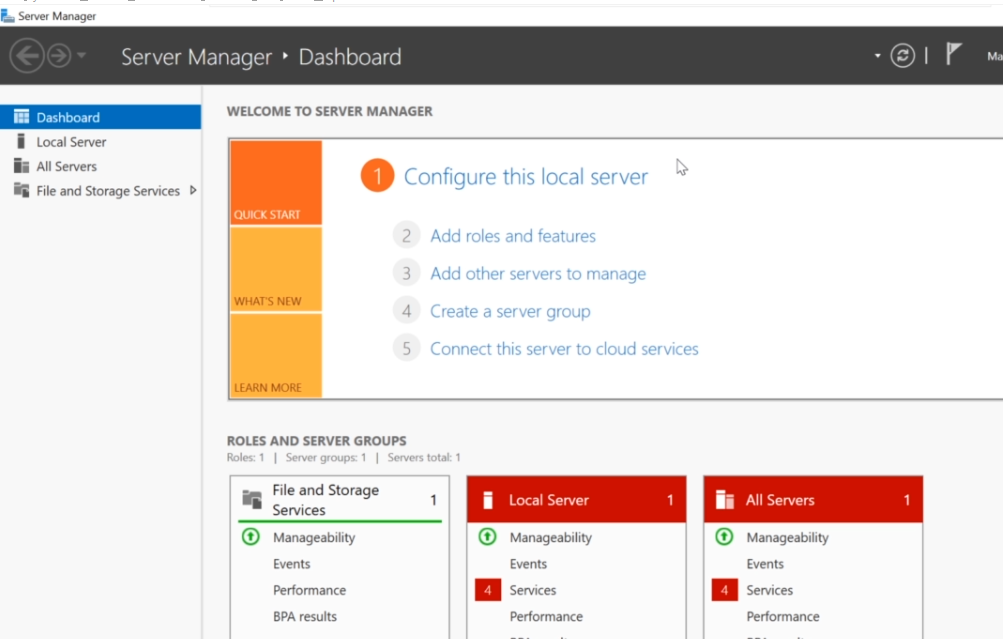 Server Manager
Server Manager ‣ Dashboard
Dashboard
Local Server
All Servers
File and Storage Services
WELCOME TO SERVER MANAGER
QUICK START
WHAT'S NEW
LEARN MORE
1 Configure this local server
2 Add roles and features
3 Add other servers to manage
4 Create a server group
5 Connect this server to cloud services
ROLES AND SERVER GROUPS
Roles: 1 | Server groups: 1 | Servers total: 1
File and Storage
Services 1
Manageability
Events
Performance
BPA results
Local Server 1
Manageability
Events
4 Services
Performance
All Servers 1
Manageability
Events
4 Services
Performance